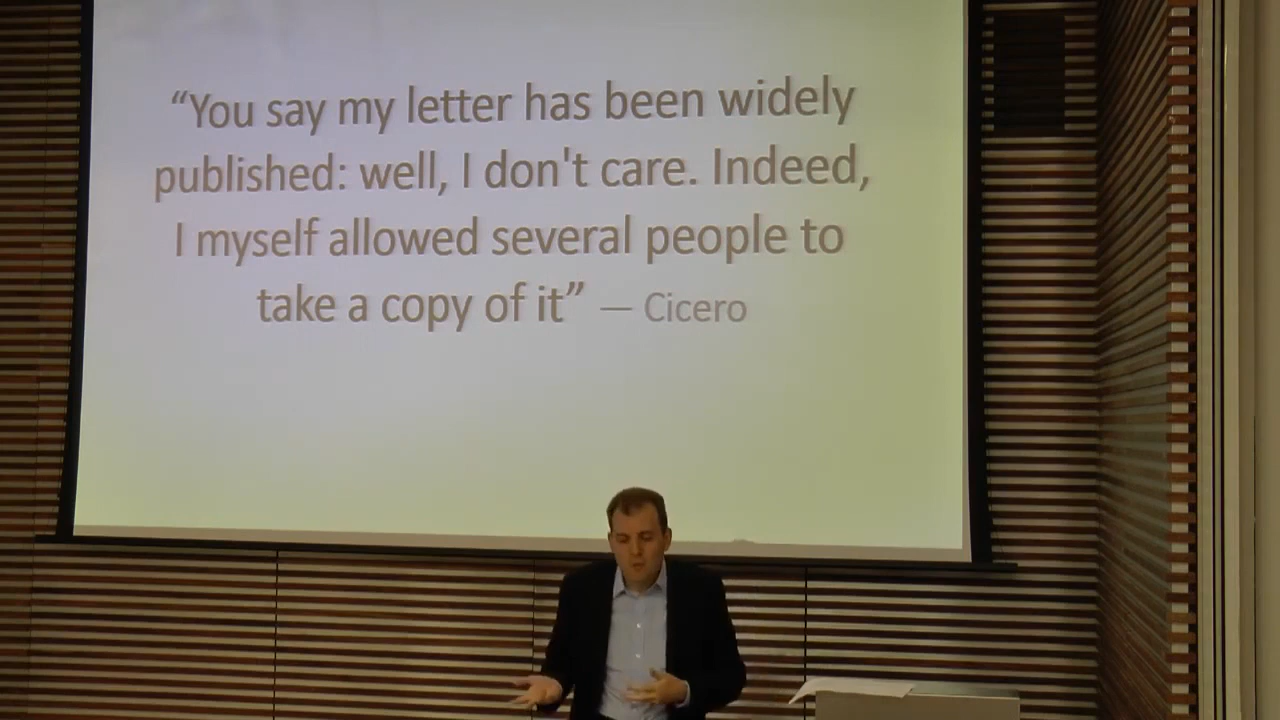 “You say my letter has been widely
published: well, I don't care. Indeed,
I myself allowed several people to
take a copy of it” — Cicero